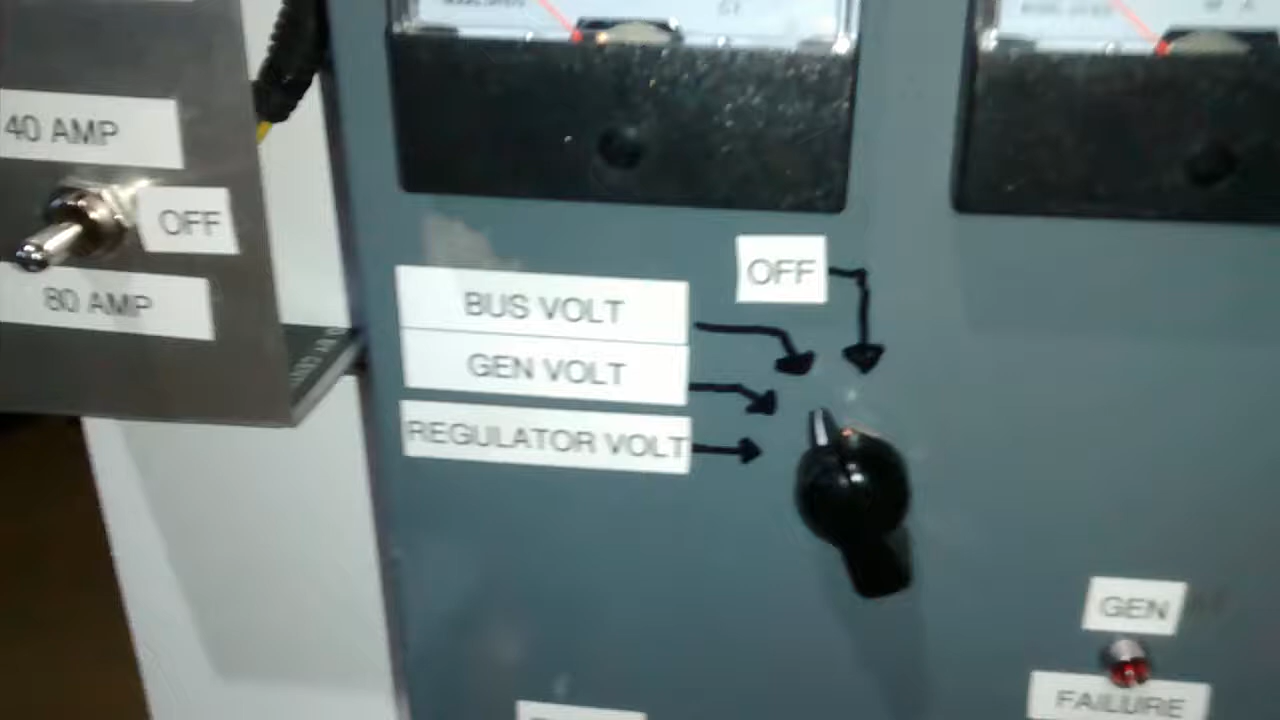 40 AMP
OFF
80 AMP
OFF
BUS VOLT
GEN VOLT
REGULATOR VOLT
GEN
FAILURE